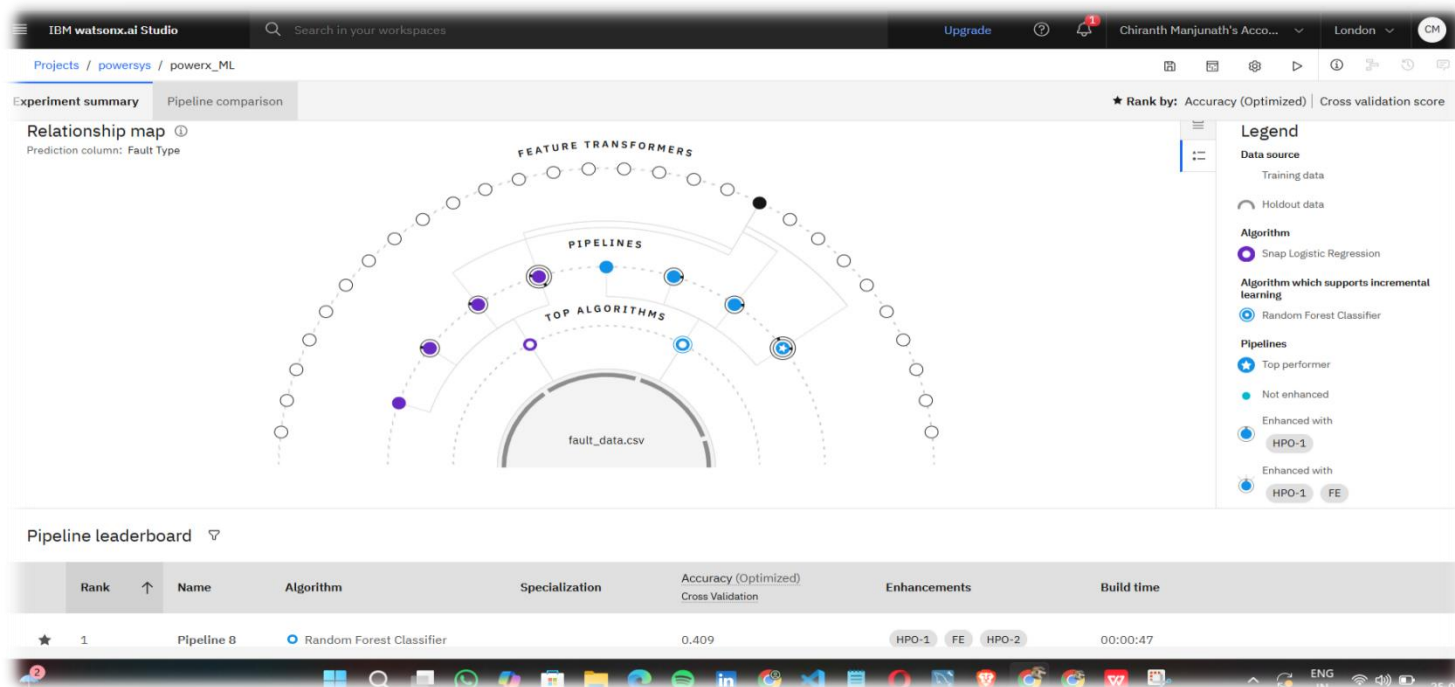 IBM watsonx.ai Studio
Search in your workspaces
Upgrade
1
Chiranth Manjunath's Acco...
London
CM
Projects / powersys / powerx_ML
Experiment summary
Pipeline comparison
Rank by: Accuracy (Optimized) | Cross validation score
Relationship map
Prediction column: Fault Type
FEATURE TRANSFORMERS
PIPELINES
TOP ALGORITHMS
fault_data.csv
Legend
Data source
Training data
Holdout data
Algorithm
Snap Logistic Regression
Algorithm which supports incremental
learning
Random Forest Classifier
Pipelines
Top performer
Not enhanced
Enhanced with
HPO-1
Enhanced with
HPO-1 FE
Pipeline leaderboard
Rank Name Algorithm Specialization Accuracy (Optimized) Enhancements Build time
Cross Validation
1 Pipeline 8 Random Forest Classifier 0.409 HPO-1 FE HPO-2 00:00:47
2
ENG